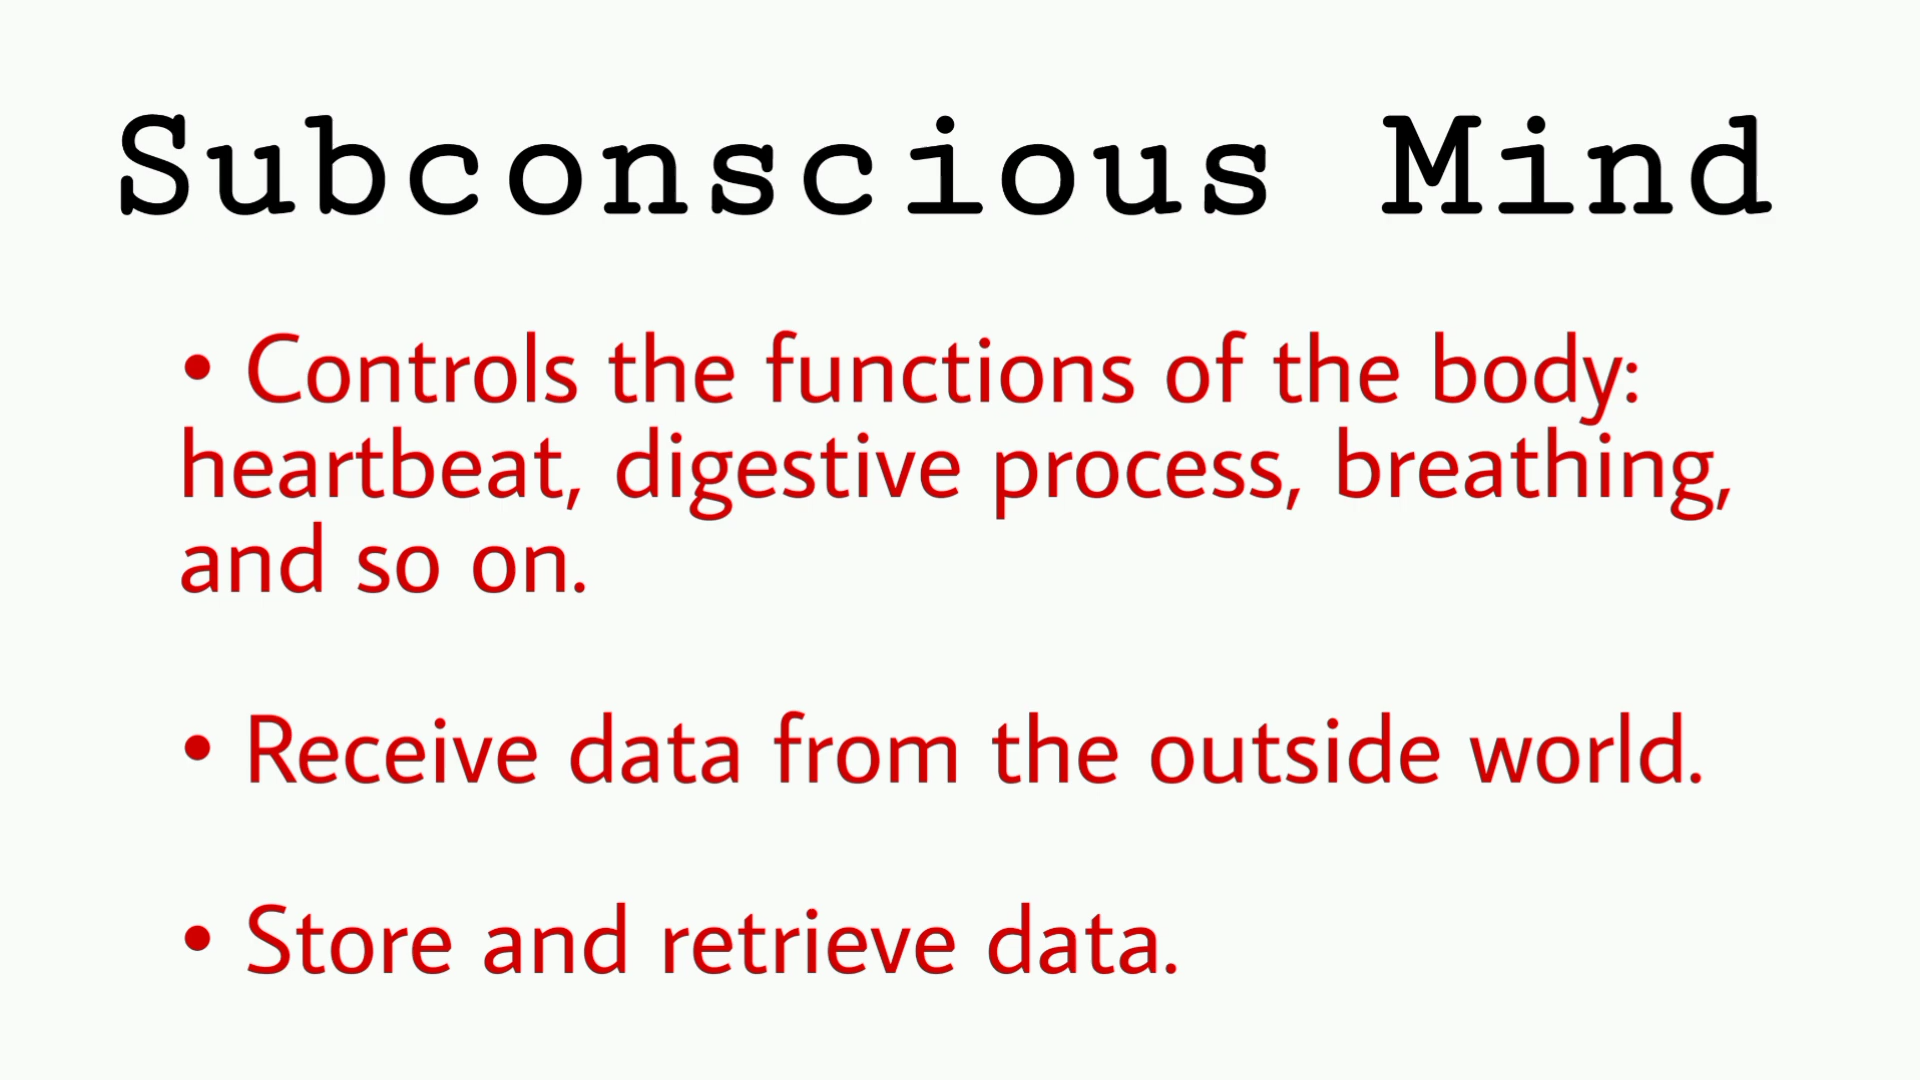 Subconscious Mind
• Controls the functions of the body:
heartbeat, digestive process, breathing,
and so on.
• Receive data from the outside world.
• Store and retrieve data.